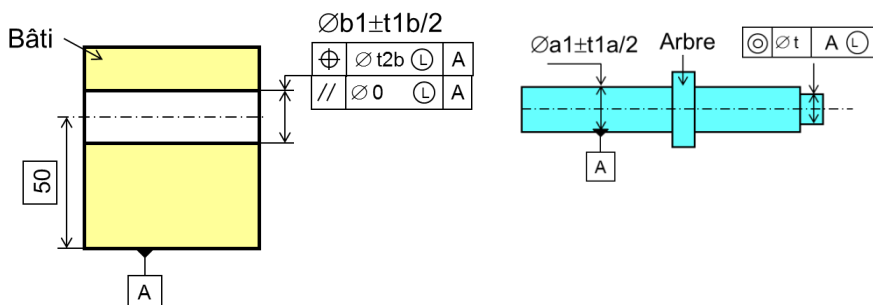 Bâti
∅b1±t1b/2
⌖ ∅ t2b Ⓛ A
// ∅ 0 Ⓛ A
50
A
∅a1±t1a/2
Arbre
◎ ∅ t A Ⓛ
A